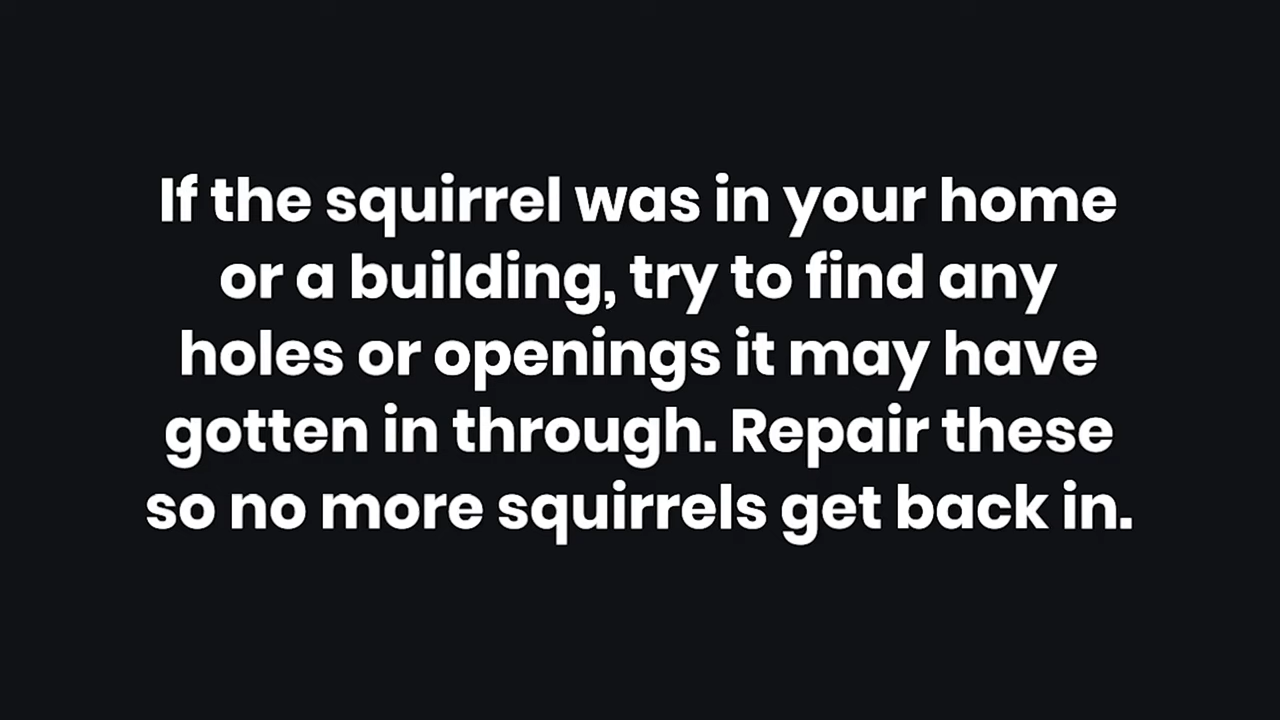 If the squirrel was in your home
or a building, try to find any
holes or openings it may have
gotten in through. Repair these
so no more squirrels get back in.